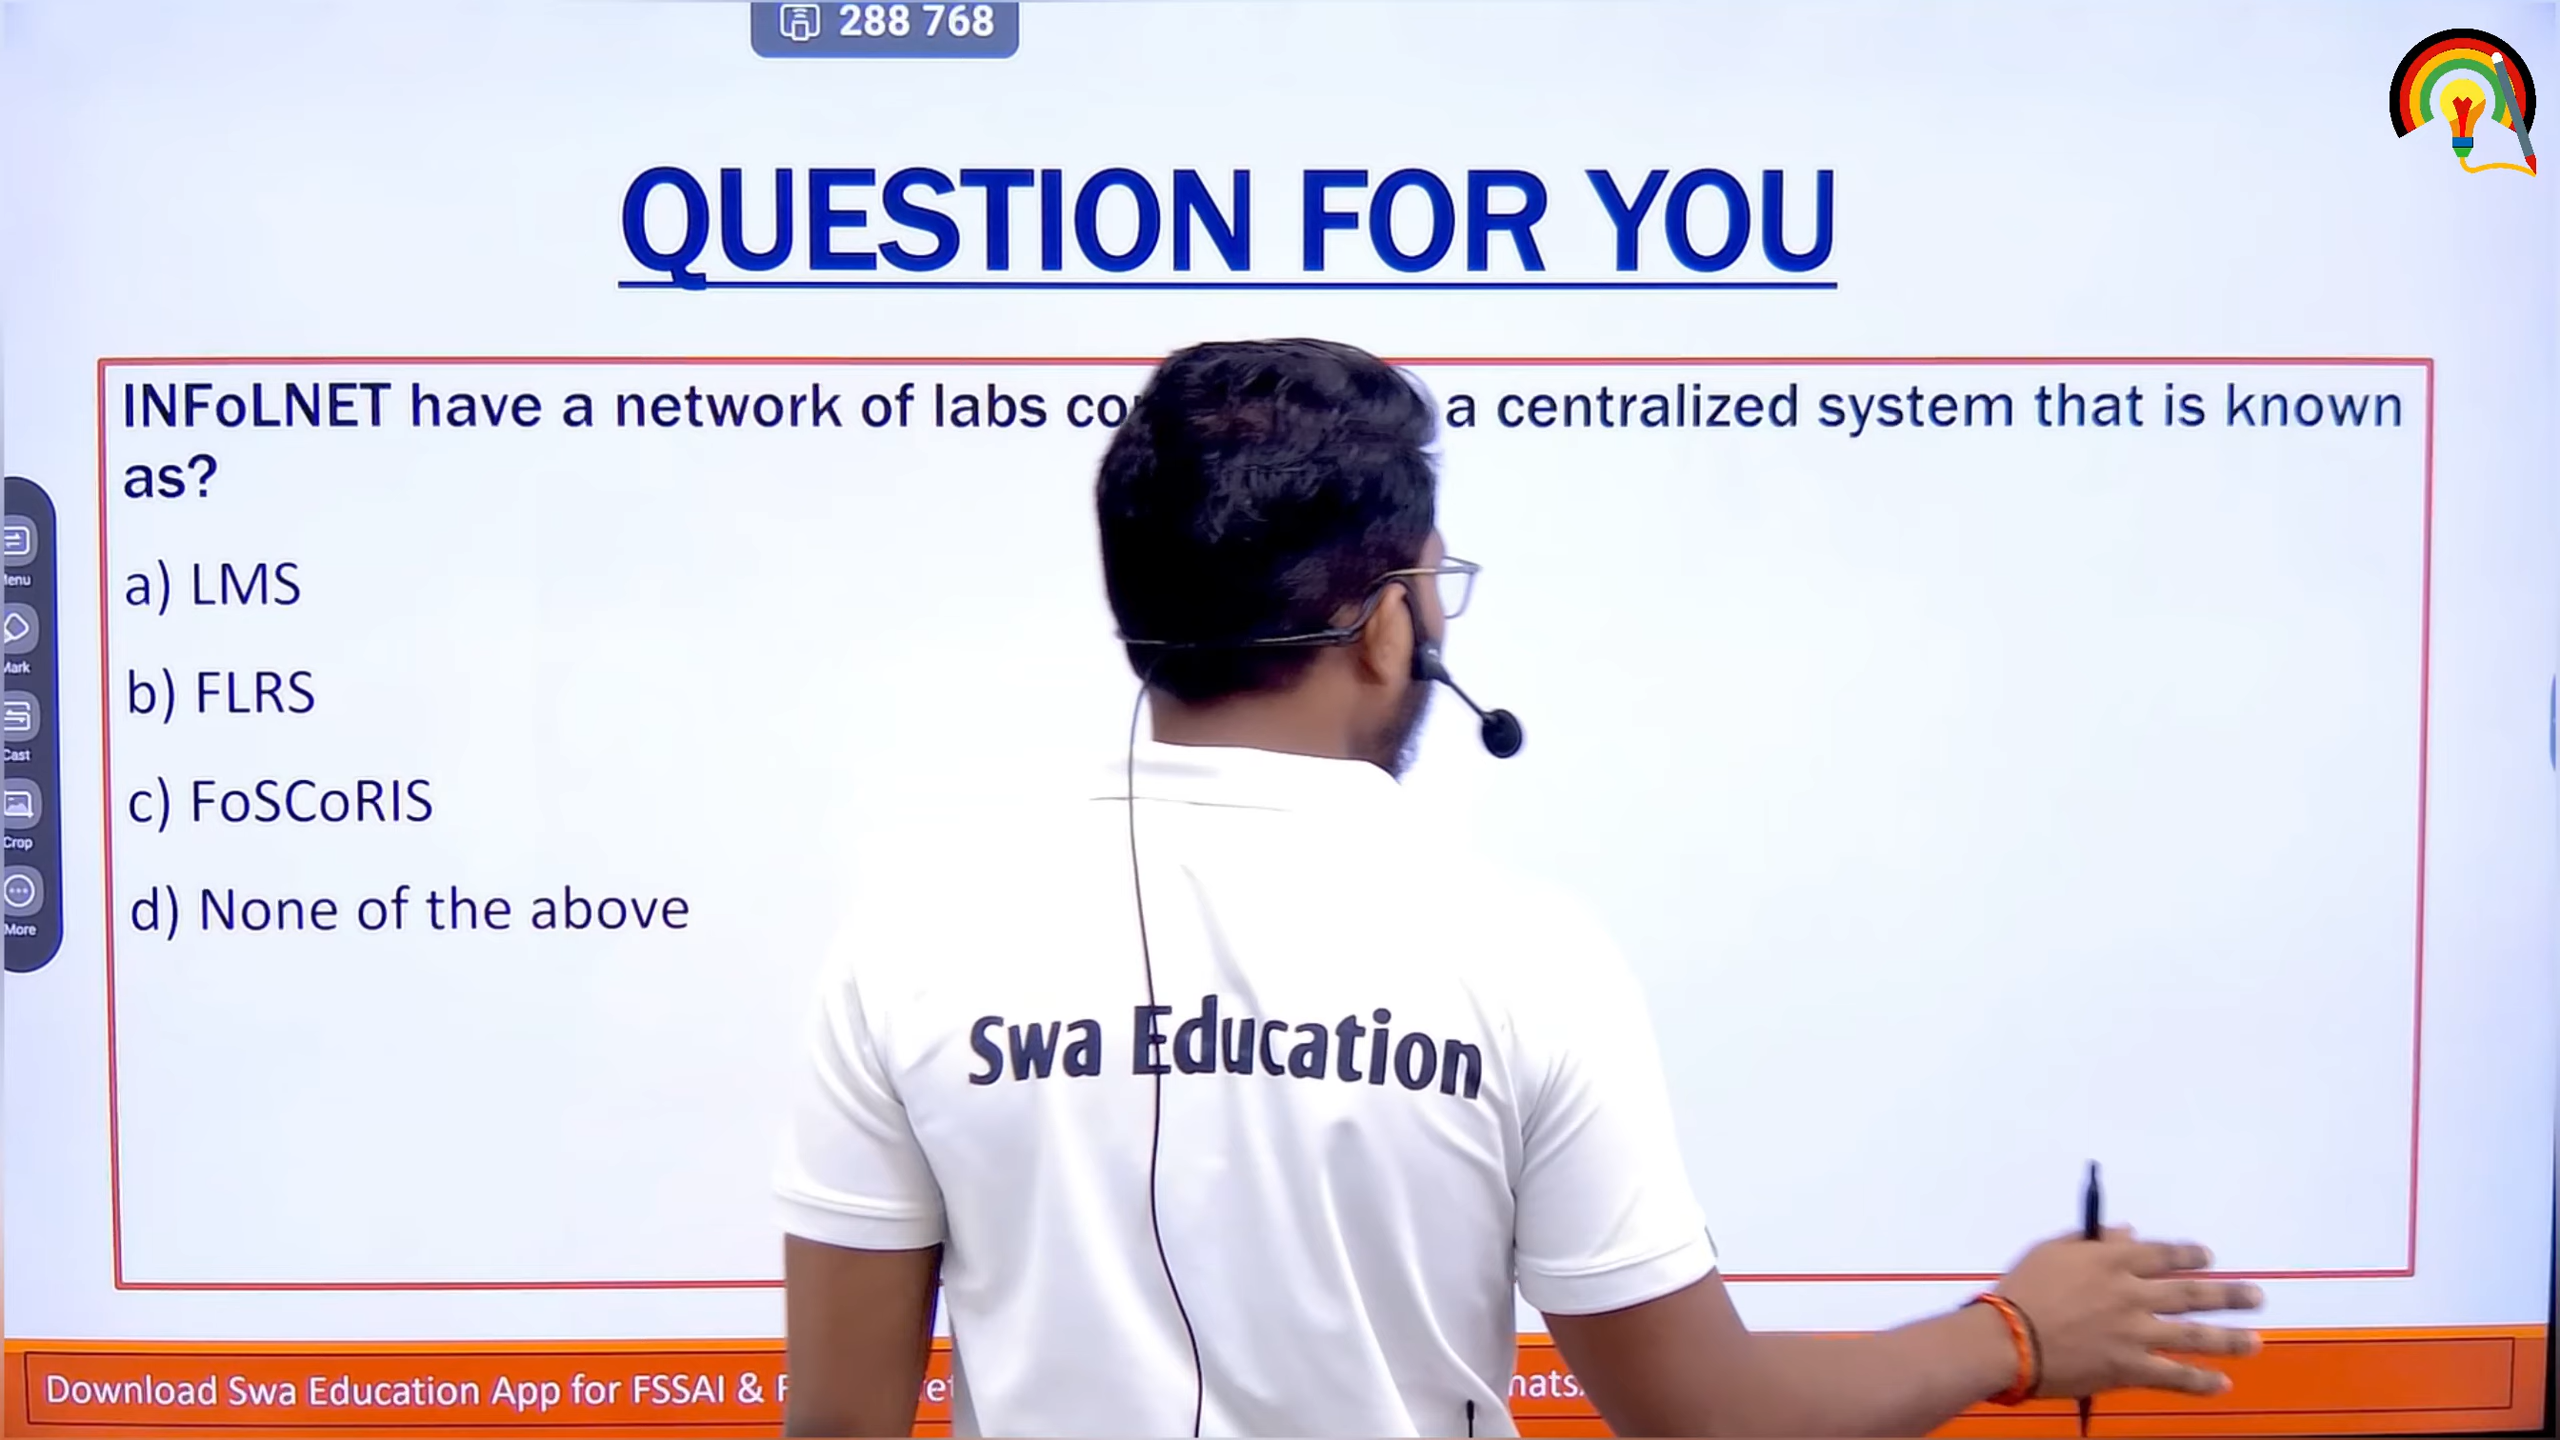 288 768
QUESTION FOR YOU
INFoLNET have a network of labs a centralized system that is known
as?
a) LMS
b) FLRS
c) FoSCoRIS
d) None of the above
Menu
Mark
Cast
Crop
More
Swa Education
Download Swa Education App for FSSAI &